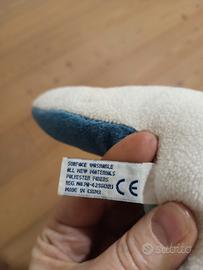 SURFACE WASHABLE
ALL NEW MATERIALS
POLYESTER FIBERS
REG. NO
MADE IN CHINA
CE
subito